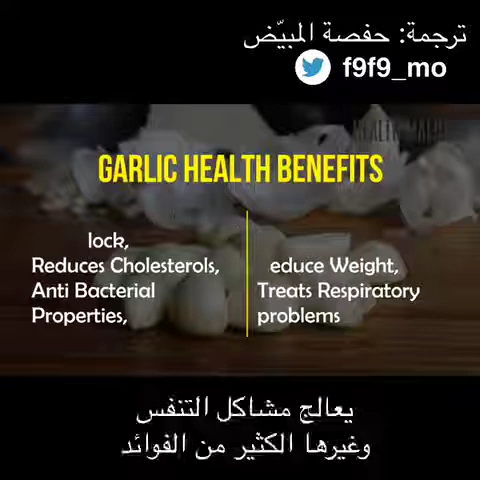 ترجمة: حفصة المبيّض
f9f9_mo
GARLIC HEALTH BENEFITS
lock,
Reduces Cholesterols,
Anti Bacterial
Properties,
educe Weight,
Treats Respiratory
problems
يعالج مشاكل التنفس
وغيرها الكثير من الفوائد